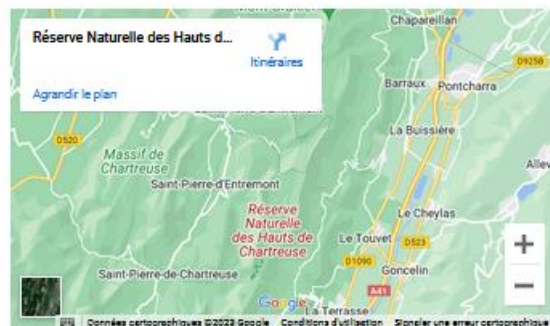 Réserve Naturelle des Hauts d...
Itinéraires
Agrandir le plan
Chapareillan
D925B
Barraux
Pontcharra
La Buissière
D520
Massif de
Chartreuse
Saint-Pierre-d'Entremont
Allev
Réserve
Naturelle
des Hauts de
Chartreuse
Le Cheylas
Le Touvet
D523
D1090
Goncelin
Saint-Pierre-de-Chartreuse
A41
Google
La Terrasse
Données cartographiques ©2023 Google
Conditions d'utilisation
Signaler une erreur cartographique